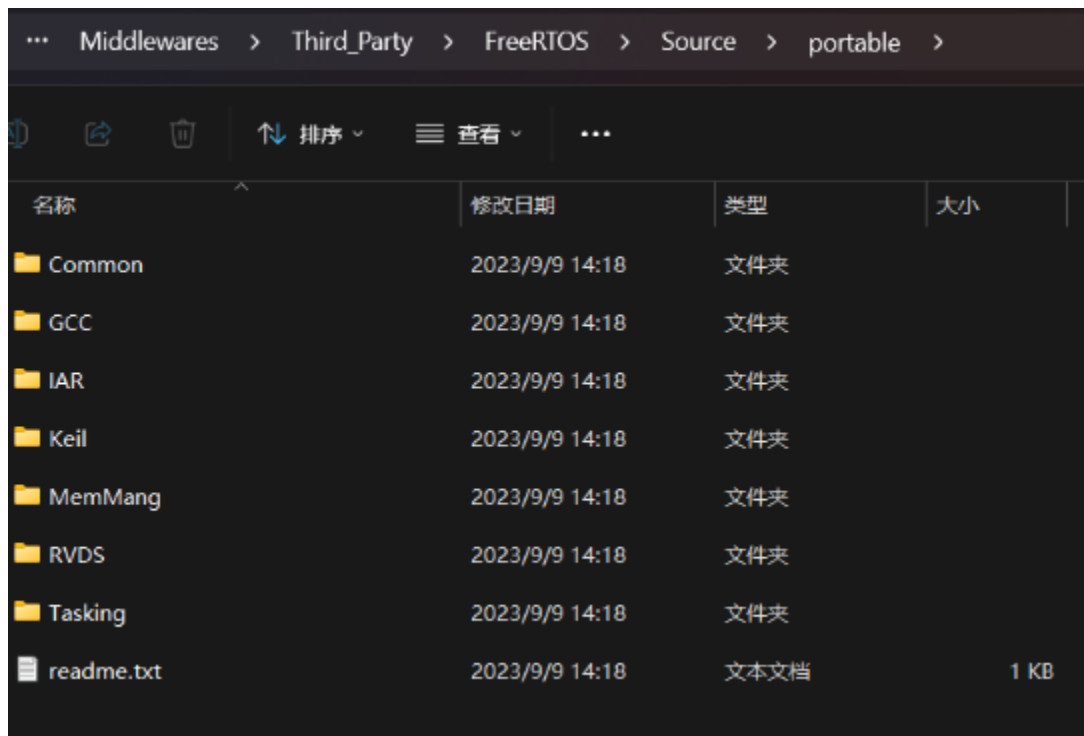 ··· Middlewares > Third_Party > FreeRTOS > Source > portable >
排序 查看 ···
名称 修改日期 类型 大小
Common 2023/9/9 14:18 文件夹
GCC 2023/9/9 14:18 文件夹
IAR 2023/9/9 14:18 文件夹
Keil 2023/9/9 14:18 文件夹
MemMang 2023/9/9 14:18 文件夹
RVDS 2023/9/9 14:18 文件夹
Tasking 2023/9/9 14:18 文件夹
readme.txt 2023/9/9 14:18 文本文档 1 KB